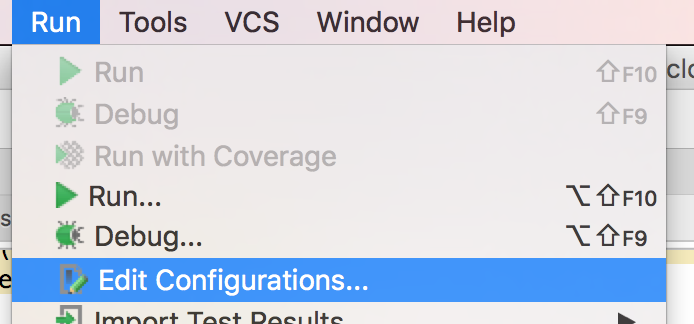 Run Tools VCS Window Help
Run ⇧F10
Debug ⇧F9
Run with Coverage
Run... ⌥⇧F10
Debug... ⌥⇧F9
Edit Configurations...
Import Test Results